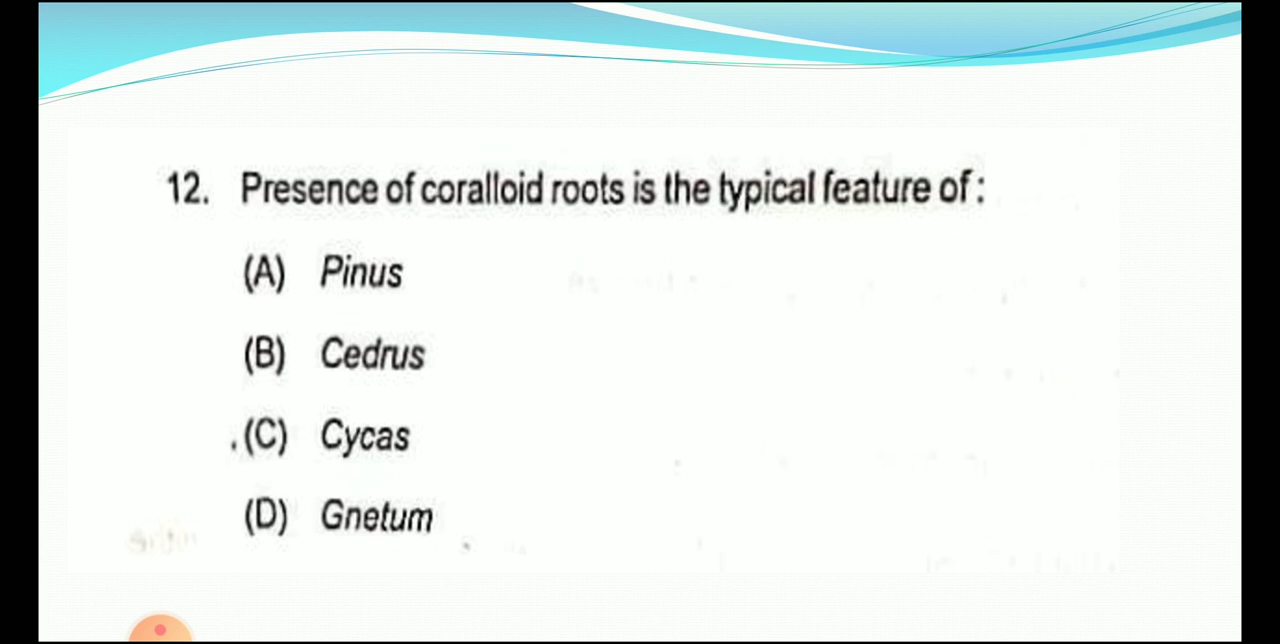 12. Presence of coralloid roots is the typical feature of :
(A) Pinus
(B) Cedrus
.(C) Cycas
(D) Gnetum